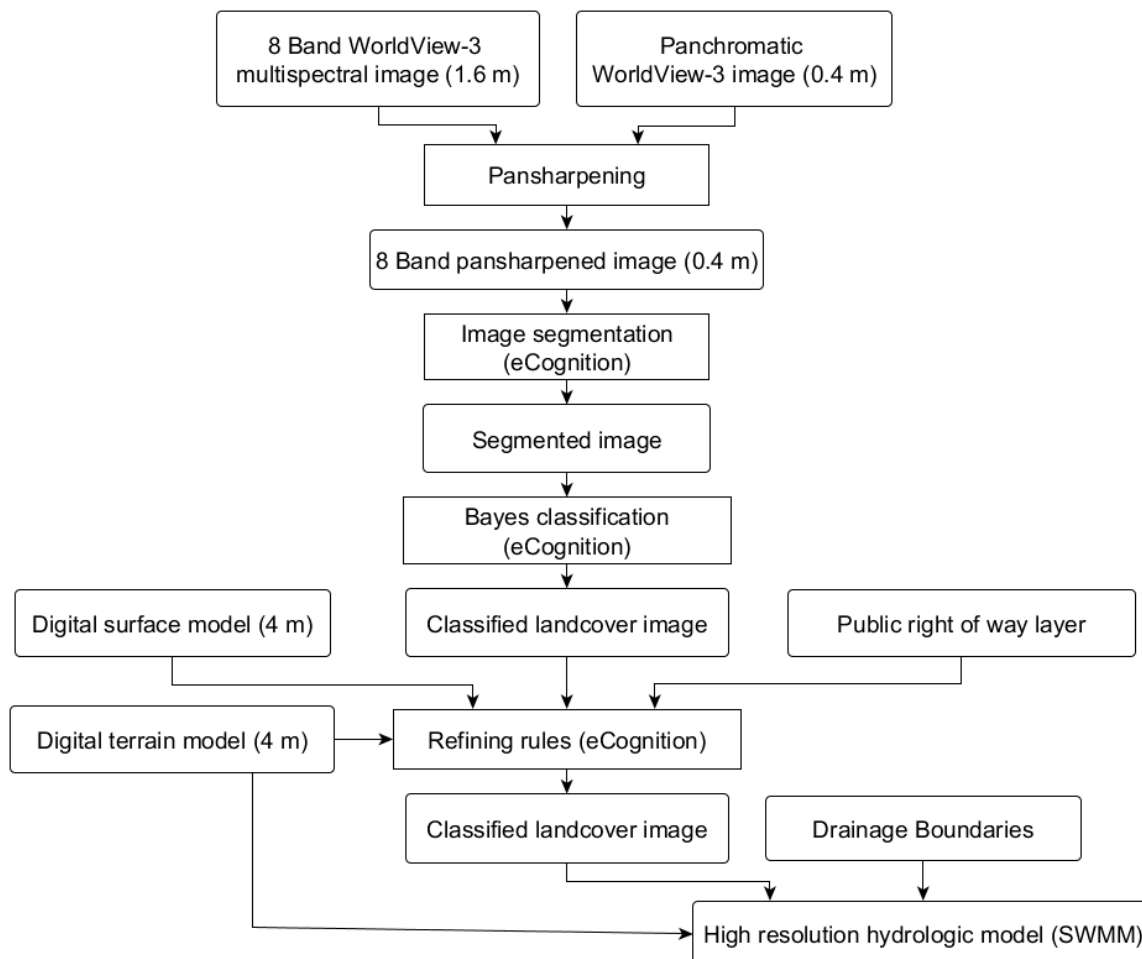 8 Band WorldView-3
multispectral image (1.6 m)
Panchromatic
WorldView-3 image (0.4 m)
Pansharpening
8 Band pansharpened image (0.4 m)
Image segmentation
(eCognition)
Segmented image
Bayes classification
(eCognition)
Digital surface model (4 m)
Classified landcover image
Public right of way layer
Digital terrain model (4 m)
Refining rules (eCognition)
Classified landcover image
Drainage Boundaries
High resolution hydrologic model (SWMM)